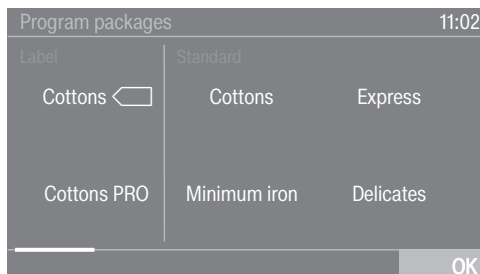 Program packages 11:02
Label Standard
Cottons Cottons Express
Cottons PRO Minimum iron Delicates
OK